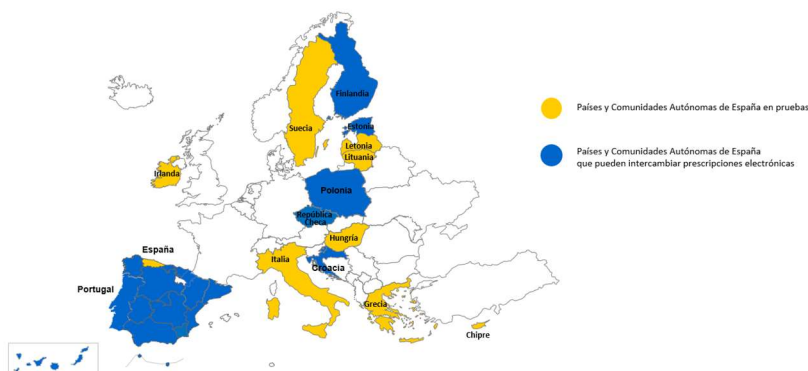 Finlandia
Países y Comunidades Autónomas de España en pruebas
Suecia
Estonia
Letonia
Lituania
Países y Comunidades Autónomas de España
que pueden intercambiar prescripciones electrónicas
Irlanda
Polonia
República
Checa
Hungría
España
Italia
Croacia
Portugal
Grecia
Chipre